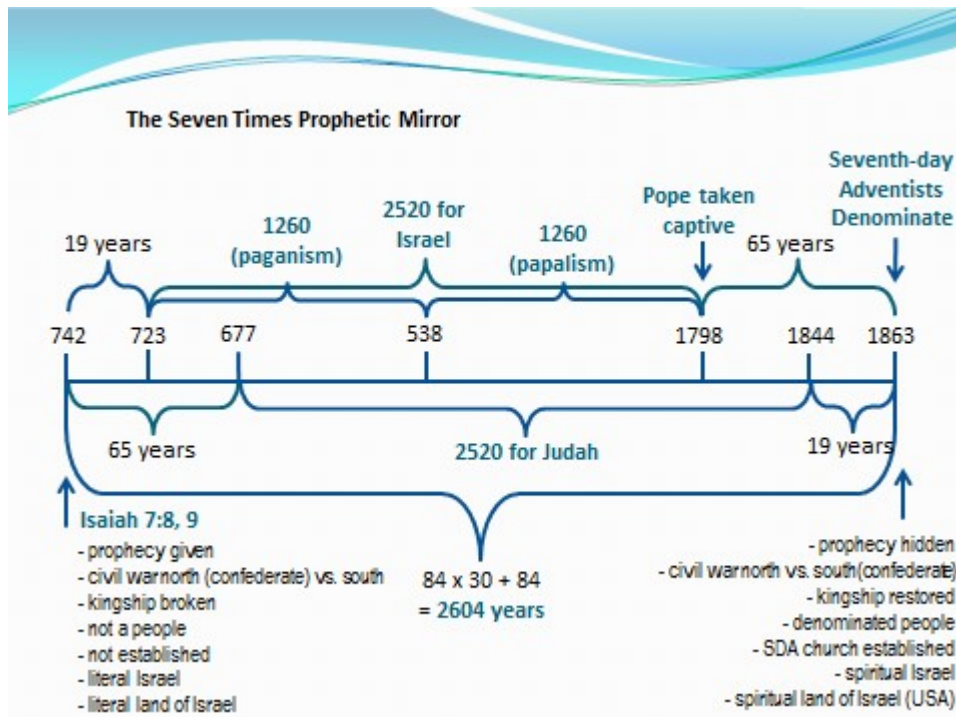 The Seven Times Prophetic Mirror
Seventh-day
Adventists
Denominate
Pope taken
captive
2520 for
Israel
1260
(paganism)
1260
(papalism)
19 years
65 years
742 723 677 538 1798 1844 1863
65 years
2520 for Judah
19 years
Isaiah 7:8, 9
- prophecy given
- civil warnorth (confederate) vs. south
- kingship broken
- not a people
- not established
- literal Israel
- literal land of Israel
84 x 30 + 84
= 2604 years
- prophecy hidden
- civil warnorth vs. south(confederate)
- kingship restored
- denominated people
- SDA church established
- spiritual Israel
- spiritual land of Israel (USA)